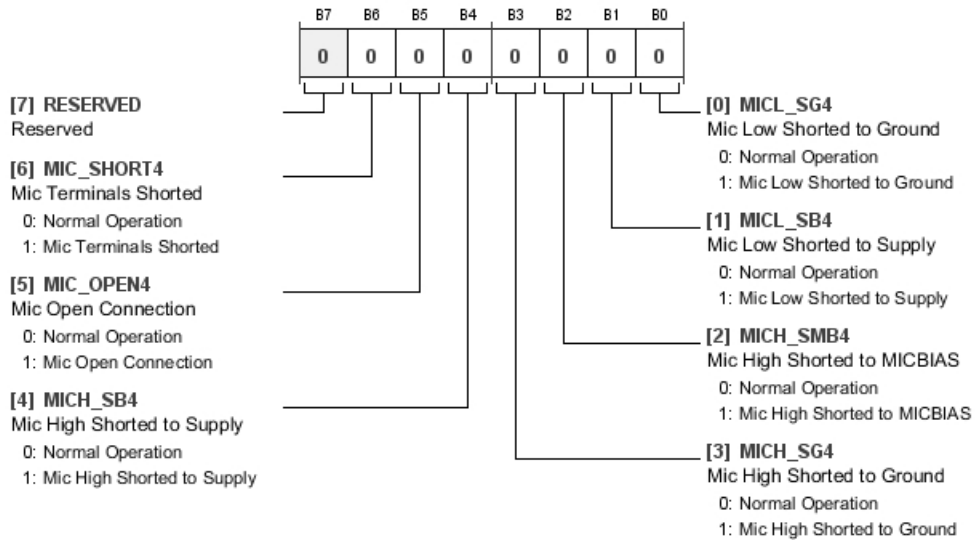 B7 B6 B5 B4 B3 B2 B1 B0
0 0 0 0 0 0 0 0
[7] RESERVED
Reserved
[6] MIC_SHORT4
Mic Terminals Shorted
0: Normal Operation
1: Mic Terminals Shorted
[5] MIC_OPEN4
Mic Open Connection
0: Normal Operation
1: Mic Open Connection
[4] MICH_SB4
Mic High Shorted to Supply
0: Normal Operation
1: Mic High Shorted to Supply
[0] MICL_SG4
Mic Low Shorted to Ground
0: Normal Operation
1: Mic Low Shorted to Ground
[1] MICL_SB4
Mic Low Shorted to Supply
0: Normal Operation
1: Mic Low Shorted to Supply
[2] MICH_SMB4
Mic High Shorted to MICBIAS
0: Normal Operation
1: Mic High Shorted to MICBIAS
[3] MICH_SG4
Mic High Shorted to Ground
0: Normal Operation
1: Mic High Shorted to Ground